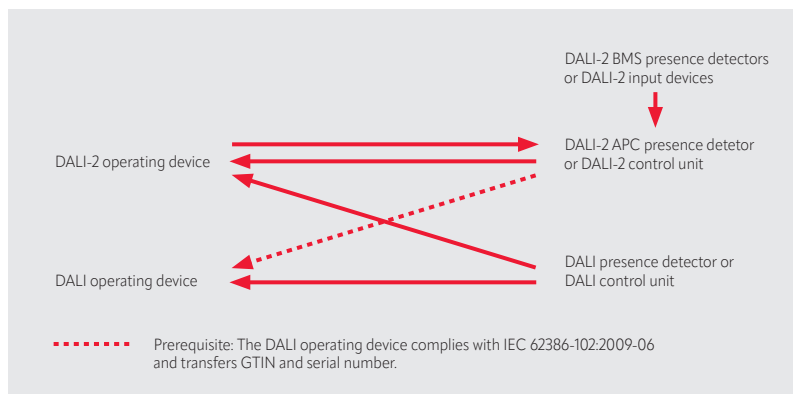 DALI-2 BMS presence detectors
or DALI-2 input devices
DALI-2 operating device
DALI-2 APC presence detetor
or DALI-2 control unit
DALI operating device
DALI presence detector or
DALI control unit
Prerequisite: The DALI operating device complies with IEC 62386-102:2009-06
and transfers GTIN and serial number.